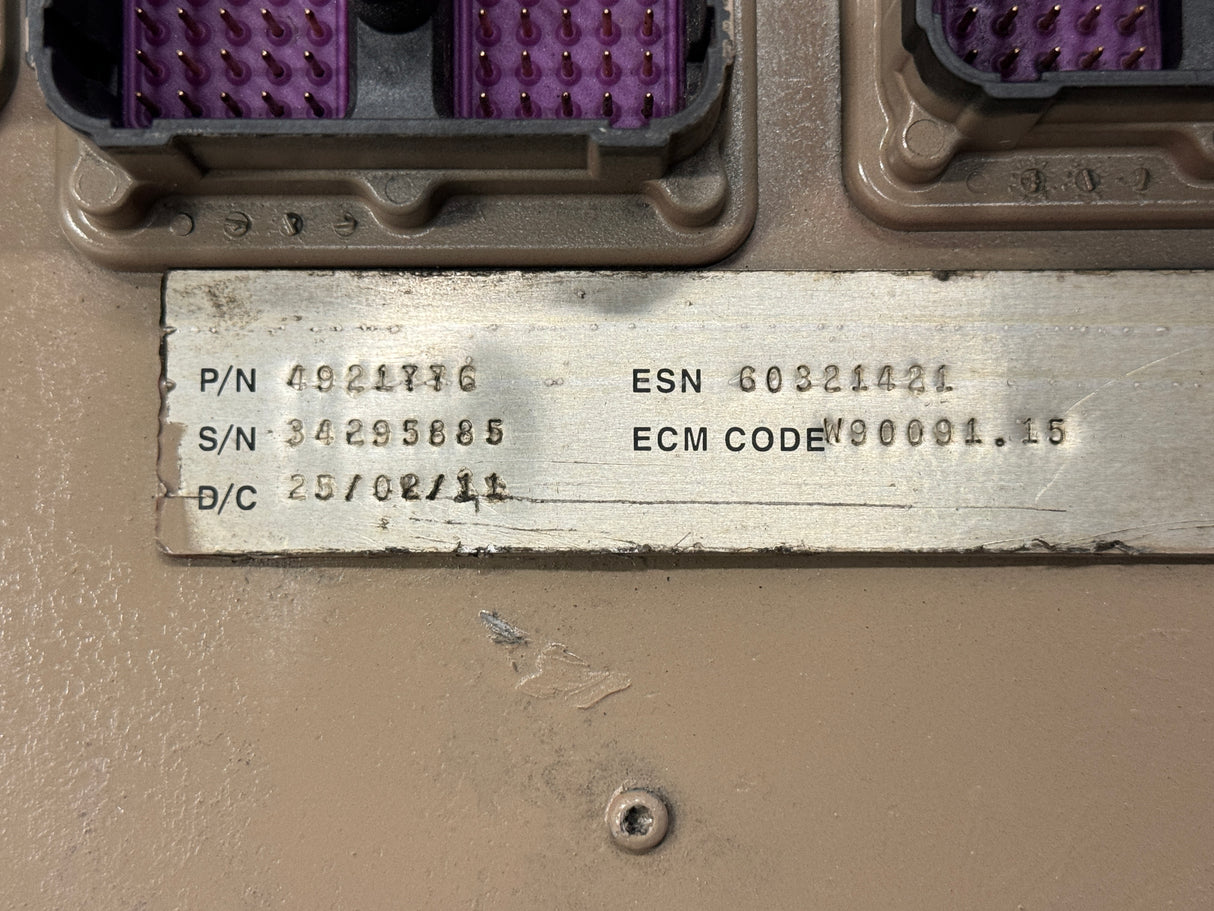 P/N 4921776 ESN 60321421
S/N 34295885 ECM CODE W90091.15
D/C 25/02/11